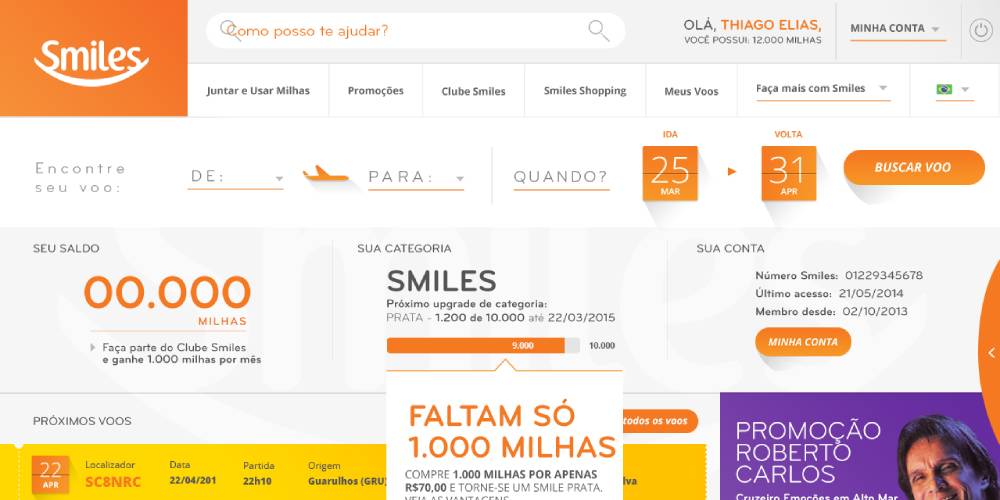 Smiles
Como posso te ajudar?
OLÁ, THIAGO ELIAS,
VOCÊ POSSUI: 12.000 MILHAS
MINHA CONTA
Juntar e Usar Milhas
Promoções
Clube Smiles
Smiles Shopping
Meus Voos
Faça mais com Smiles
Encontre
seu voo:
DE:
PARA:
QUANDO?
IDA
25
MAR
VOLTA
31
APR
BUSCAR VOO
SEU SALDO
00.000
MILHAS
Faça parte do Clube Smiles
e ganhe 1.000 milhas por mês
SUA CATEGORIA
SMILES
Próximo upgrade de categoria:
PRATA - 1.200 de 10.000 até 22/03/2015
9.000
10.000
FALTAM SÓ
1.000 MILHAS
COMPRE 1.000 MILHAS POR APENAS
R$70,00 E TORNE-SE UM SMILE PRATA.
VEJA AS VANTAGENS
SUA CONTA
Número Smiles: 01229345678
Último acesso: 21/05/2014
Membro desde: 02/10/2013
MINHA CONTA
PRÓXIMOS VOOS
todos os voos
22
APR
Localizador
SC8NRC
Data
22/04/201
Partida
22h10
Origem
Guarulhos (GRU)
PROMOÇÃO
ROBERTO
CARLOS
Cruzeiro Emoções em Alto Mar